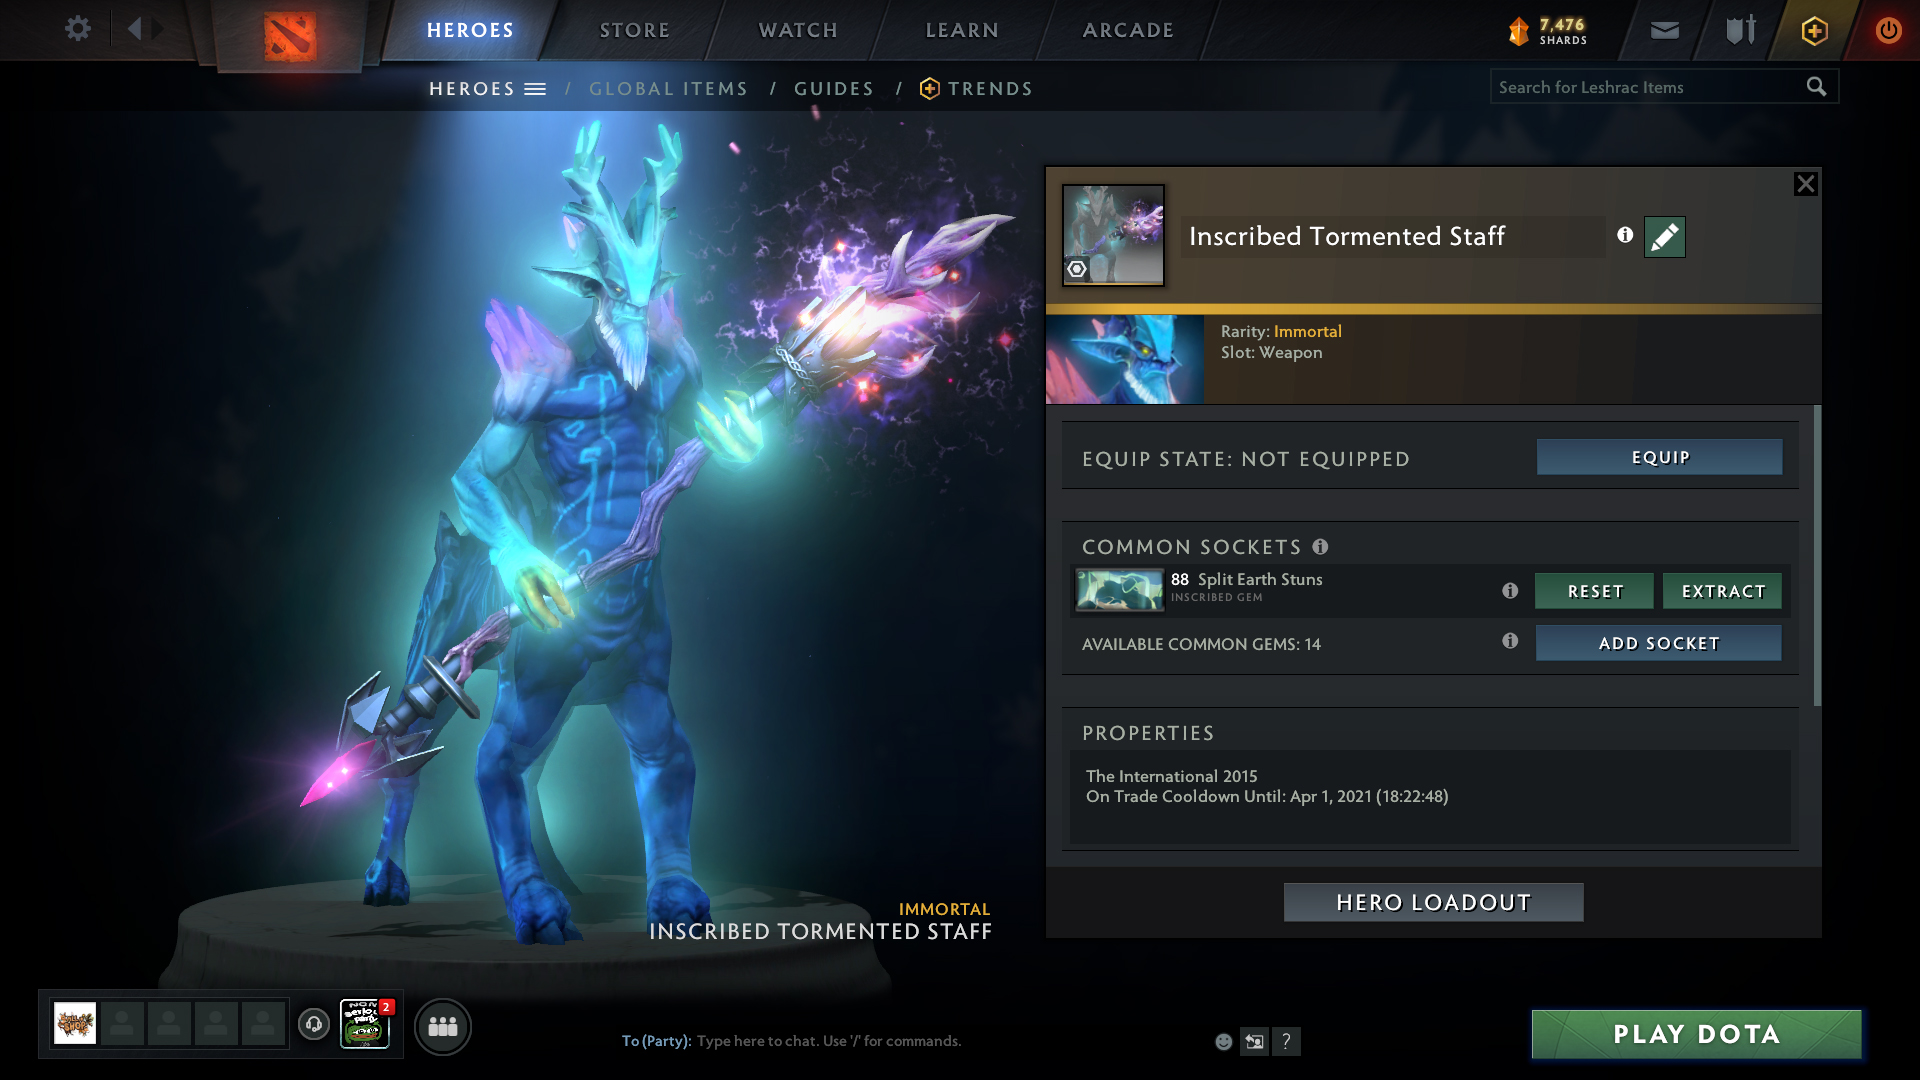 HEROES
STORE
WATCH
LEARN
ARCADE
7,476
SHARDS
HEROES / GLOBAL ITEMS / GUIDES / TRENDS
Search for Leshrac Items
Inscribed Tormented Staff
Rarity: Immortal
Slot: Weapon
EQUIP STATE: NOT EQUIPPED
EQUIP
COMMON SOCKETS
88 Split Earth Stuns
INSCRIBED GEM
RESET
EXTRACT
AVAILABLE COMMON GEMS: 14
ADD SOCKET
PROPERTIES
The International 2015
On Trade Cooldown Until: Apr 1, 2021 (18:22:48)
HERO LOADOUT
IMMORTAL
INSCRIBED TORMENTED STAFF
2
To (Party): Type here to chat. Use '/' for commands.
?
PLAY DOTA